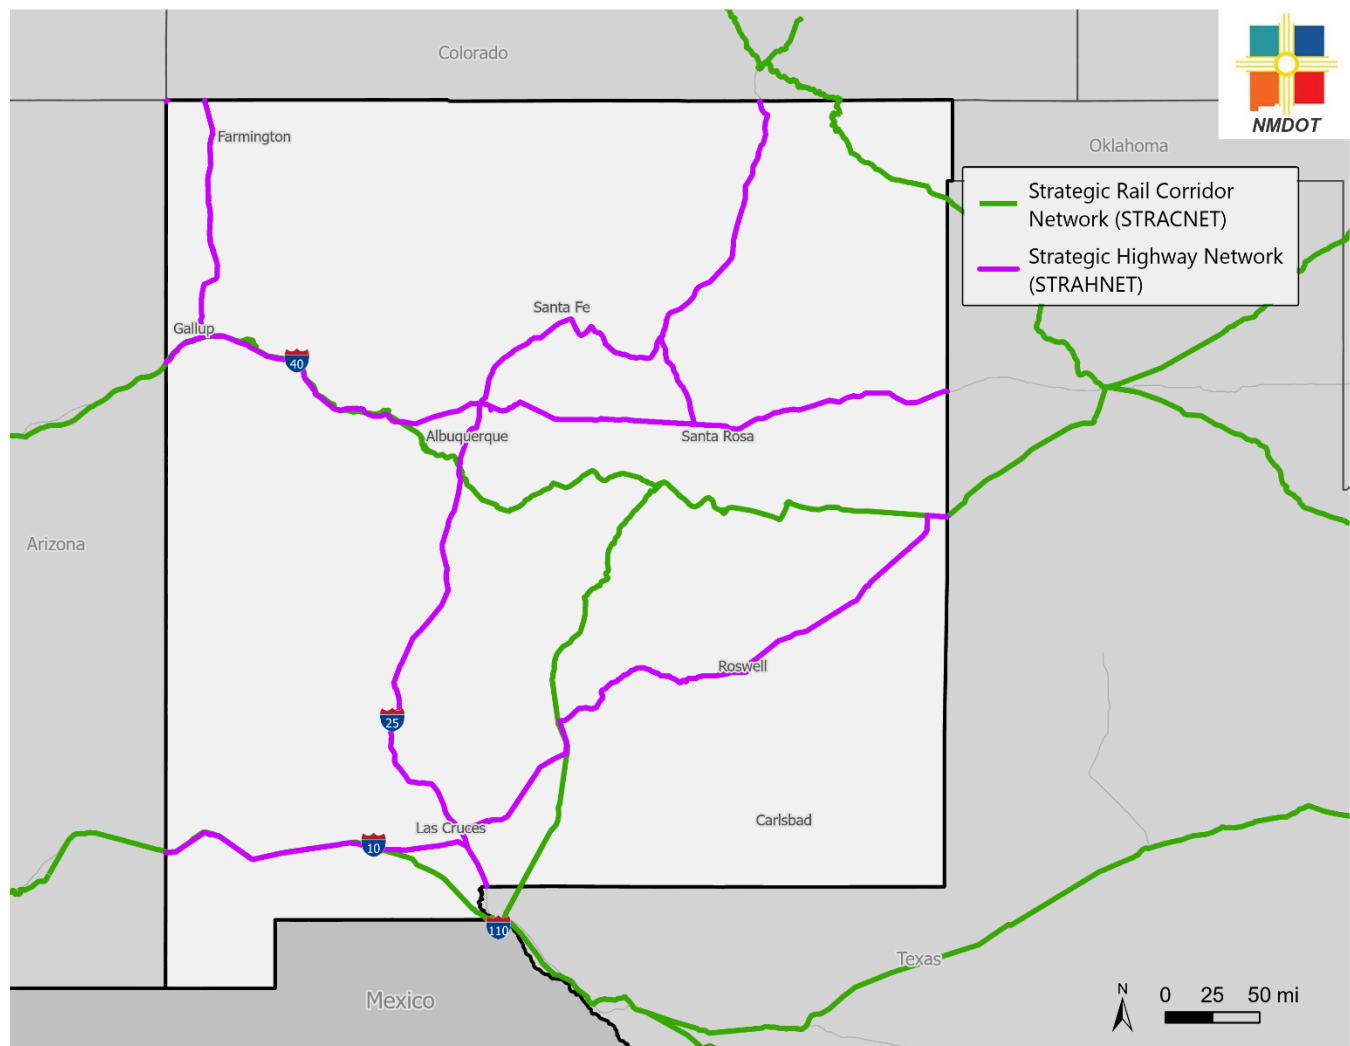 Colorado
NMDOT
Farmington
Oklahoma
Strategic Rail Corridor
Network (STRACNET)
Strategic Highway Network
(STRAHNET)
Santa Fe
Gallup
40
Albuquerque
Santa Rosa
Arizona
Roswell
25
Carlsbad
Las Cruces
10
110
Texas
Mexico
N
0 25 50 mi